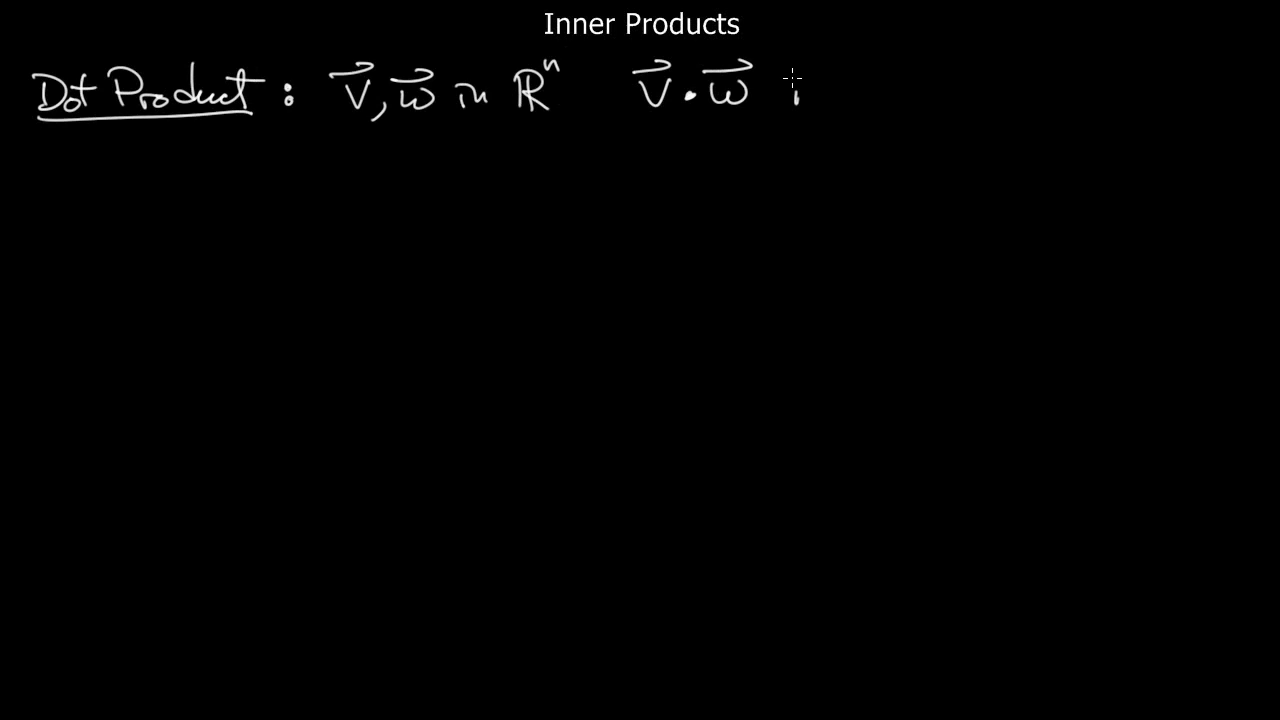 Inner Products
Dot Product : v⃗, w⃗ in ℝⁿ v⃗ · w⃗ i